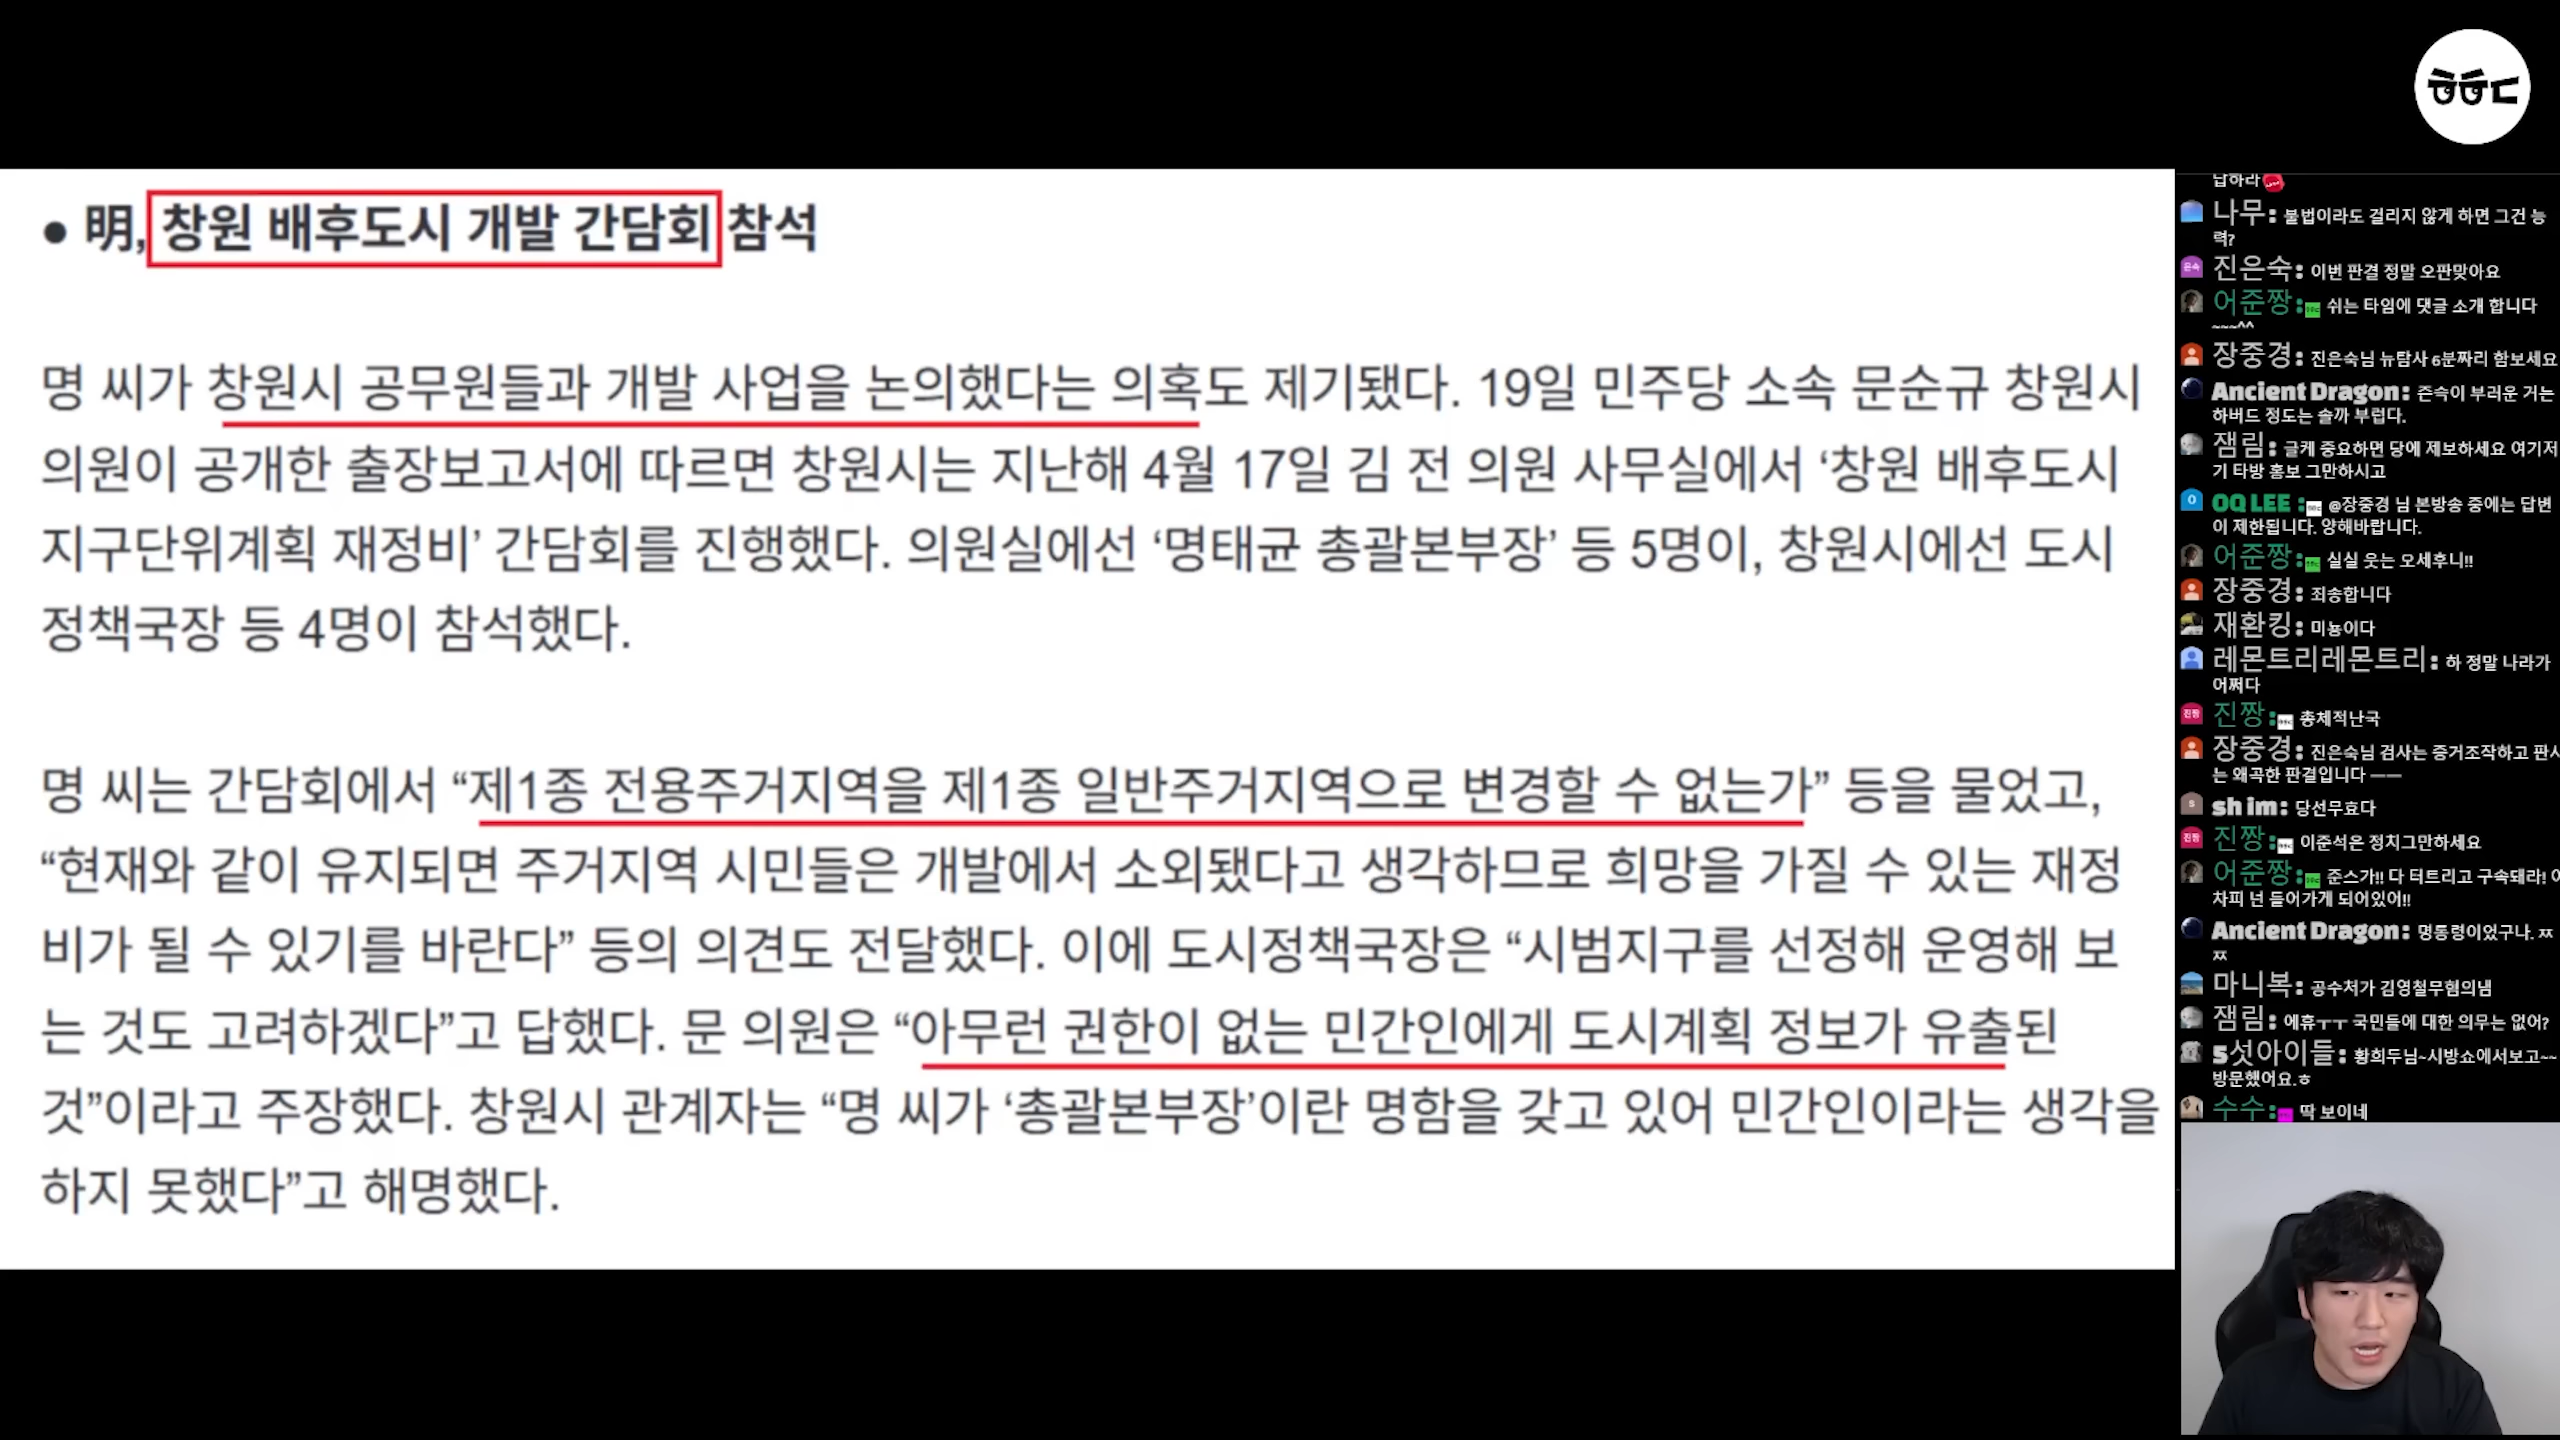 ㅎㅎㄷ
● 明, 창원 배후도시 개발 간담회 참석
명 씨가 창원시 공무원들과 개발 사업을 논의했다는 의혹도 제기됐다. 19일 민주당 소속 문순규 창원시
의원이 공개한 출장보고서에 따르면 창원시는 지난해 4월 17일 김 전 의원 사무실에서 ‘창원 배후도시
지구단위계획 재정비’ 간담회를 진행했다. 의원실에선 ‘명태균 총괄본부장’ 등 5명이, 창원시에선 도시
정책국장 등 4명이 참석했다.
명 씨는 간담회에서 “제1종 전용주거지역을 제1종 일반주거지역으로 변경할 수 없는가” 등을 물었고,
“현재와 같이 유지되면 주거지역 시민들은 개발에서 소외됐다고 생각하므로 희망을 가질 수 있는 재정
비가 될 수 있기를 바란다” 등의 의견도 전달했다. 이에 도시정책국장은 “시범지구를 선정해 운영해 보
는 것도 고려하겠다”고 답했다. 문 의원은 “아무런 권한이 없는 민간인에게 도시계획 정보가 유출된
것”이라고 주장했다. 창원시 관계자는 “명 씨가 ‘총괄본부장’이란 명함을 갖고 있어 민간인이라는 생각을
하지 못했다”고 해명했다.
답하라
나무: 불법이라도 걸리지 않게 하면 그건 능
력?
진은숙: 이번 판결 정말 오판맞아요
어준짱: 쉬는 타임에 댓글 소개 합니다
~~~^^
장중경: 진은숙님 뉴탐사 6분짜리 함보세요
Ancient Dragon: 즌속이 부러운 거는
하버드 정도는 솔까 부럽다.
잼림: 글케 중요하면 당에 제보하세요 여기저
기 타방 홍보 그만하시고
OQ LEE : @장중경 님 본방송 중에는 답변
이 제한됩니다. 양해바랍니다.
어준짱: 실실 웃는 오세후니!!
장중경: 죄송합니다
재환킹: 미뇽이다
레몬트리레몬트리: 하 정말 나라가
어쩌다
진짱: 총체적난국
장중경: 진은숙님 검사는 증거조작하고 판사
는 왜곡한 판결입니다 ㅡㅡ
sh im: 당선무효다
진짱: 이준석은 정치그만하세요
어준짱: 준스가!! 다 터트리고 구속돼라! 어
차피 넌 들어가게 되어있어!!
Ancient Dragon: 명통령이었구나. ㅉ
ㅉ
마니복: 공수처가 김영철무혐의냄
잼림: 에휴ㅜㅜ 국민들에 대한 의무는 없어?
5섯아이들: 황희두님~시방쇼에서보고~~
방문했어요.ㅎ
수수: 딱 보이네